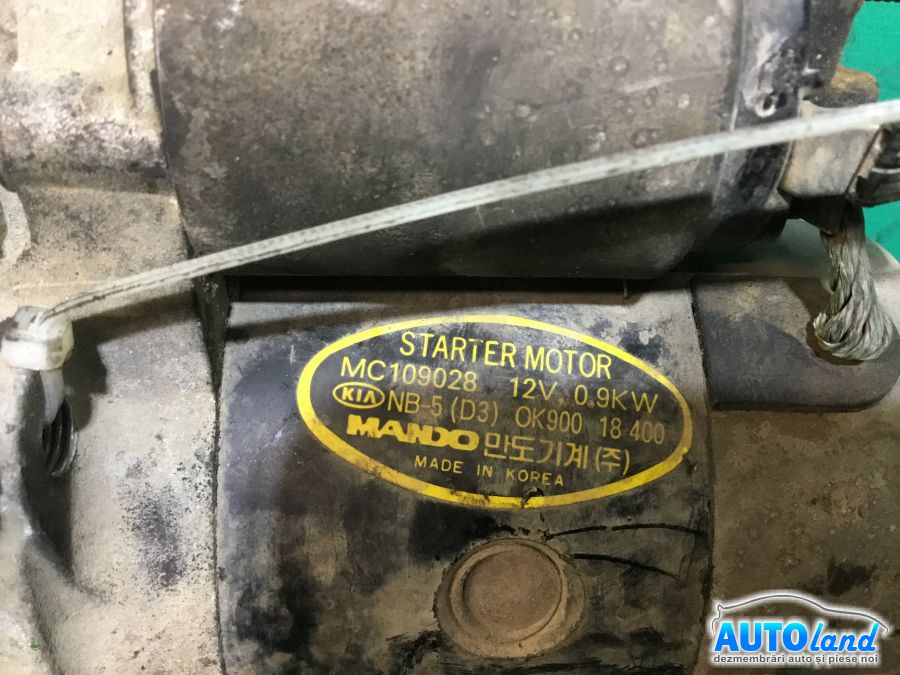 STARTER MOTOR
MC109028 12V 0.9KW
KIA NB-5 (D3) OK900 18 400
MANDO 만도기계(주)
MADE IN KOREA
AUTOland
dezmembrări auto și piese noi